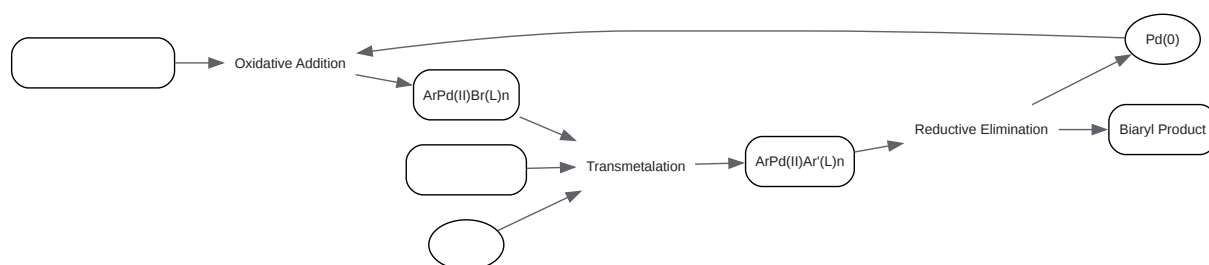 Pd(0)
Oxidative Addition
ArPd(II)Br(L)n
Reductive Elimination
Biaryl Product
Transmetalation
ArPd(II)Ar'(L)n